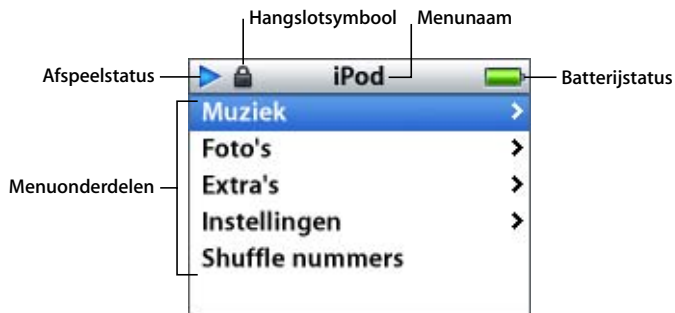 Hangslotsymbool Menunaam
Afspeelstatus iPod Batterijstatus
Muziek
Foto's
Menuonderdelen Extra's
Instellingen
Shuffle nummers